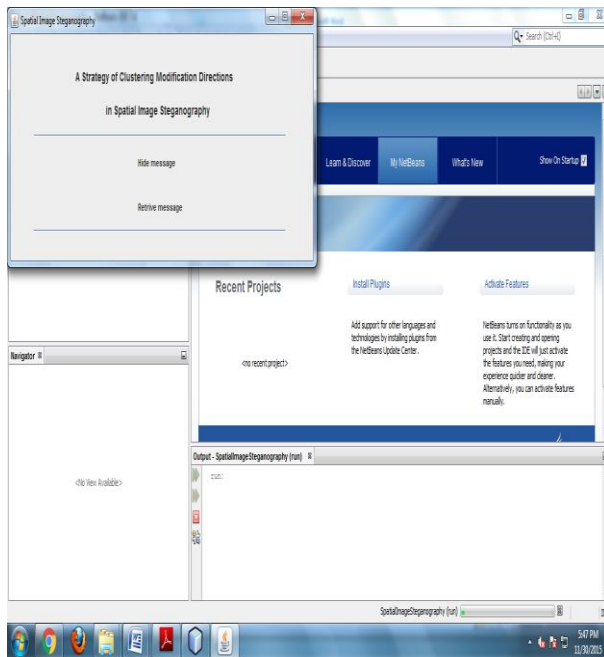 Spatial Image Steganography
A Strategy of Clustering Modification Directions
in Spatial Image Steganography
Hide message
Retrive message
Search (Ctrl+I)
Learn & Discover
My NetBeans
What's New
Show On Startup
Recent Projects
<no recent project>
Install Plugins
Add support for other languages and
technologies by installing plugins from
the NetBeans Update Center.
Activate Features
NetBeans turns on functionality as you
use it. Start creating and opening
projects and the IDE will just activate
the features you need, making your
experience quicker and cleaner.
Alternatively, you can activate features
manually.
Navigator
<No View Available>
Output - SpatialImageSteganography (run)
run:
SpatialImageSteganography (run)
5:47 PM
11/30/2015